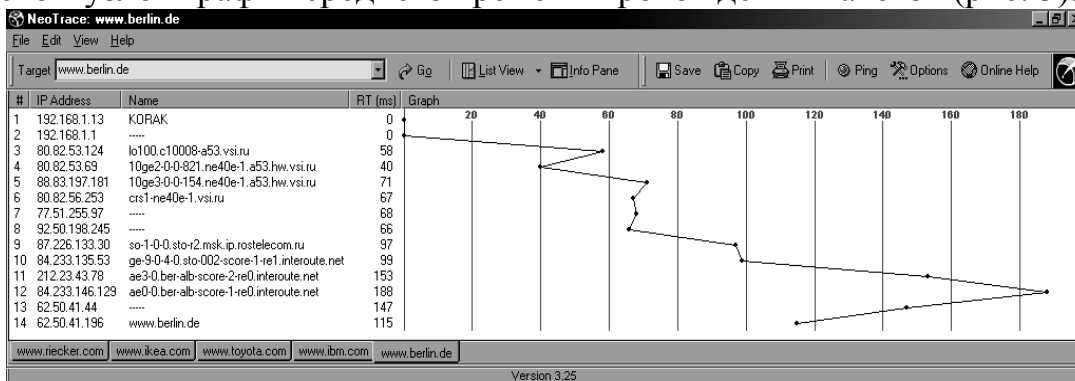 NeoTrace: www.berlin.de
File Edit View Help
Target www.berlin.de Go List View Info Pane Save Copy Print Ping Options Online Help
# IP Address Name RT (ms) Graph
20 40 60 80 100 120 140 160 180
1 192.168.1.13 KORAK 0
2 192.168.1.1 ----- 0
3 80.82.53.124 lo100.c10008-a53.vsi.ru 58
4 80.82.53.69 10ge2-0-0-821.ne40e-1.a53.hw.vsi.ru 40
5 88.83.197.181 10ge3-0-0-154.ne40e-1.a53.hw.vsi.ru 71
6 80.82.56.253 crs1-ne40e-1.vsi.ru 67
7 77.51.255.97 ----- 68
8 92.50.198.245 ----- 66
9 87.226.133.30 so-1-0-0.sto-r2.msk.ip.rostelecom.ru 97
10 84.233.135.53 ge-9-0-4-0.sto-002-score-1-re1.interoute.net 99
11 212.23.43.78 ae3-0.ber-alb-score-2-re0.interoute.net 153
12 84.233.146.129 ae0-0.ber-alb-score-1-re0.interoute.net 188
13 62.50.41.44 ----- 147
14 62.50.41.196 www.berlin.de 115
www.riecker.com www.ikea.com www.toyota.com www.ibm.com www.berlin.de
Version 3.25